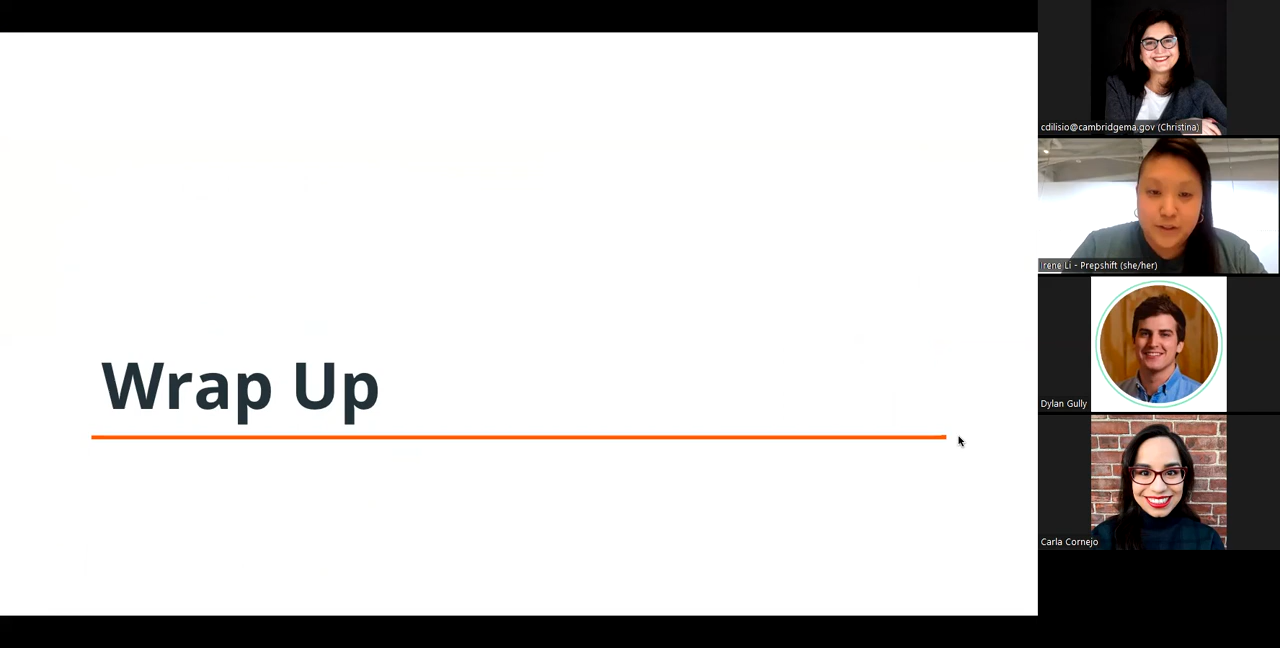 Wrap Up
cdilisio@cambridgema.gov (Christina)
Irene Li - Prepshift (she/her)
Dylan Gully
Carla Cornejo